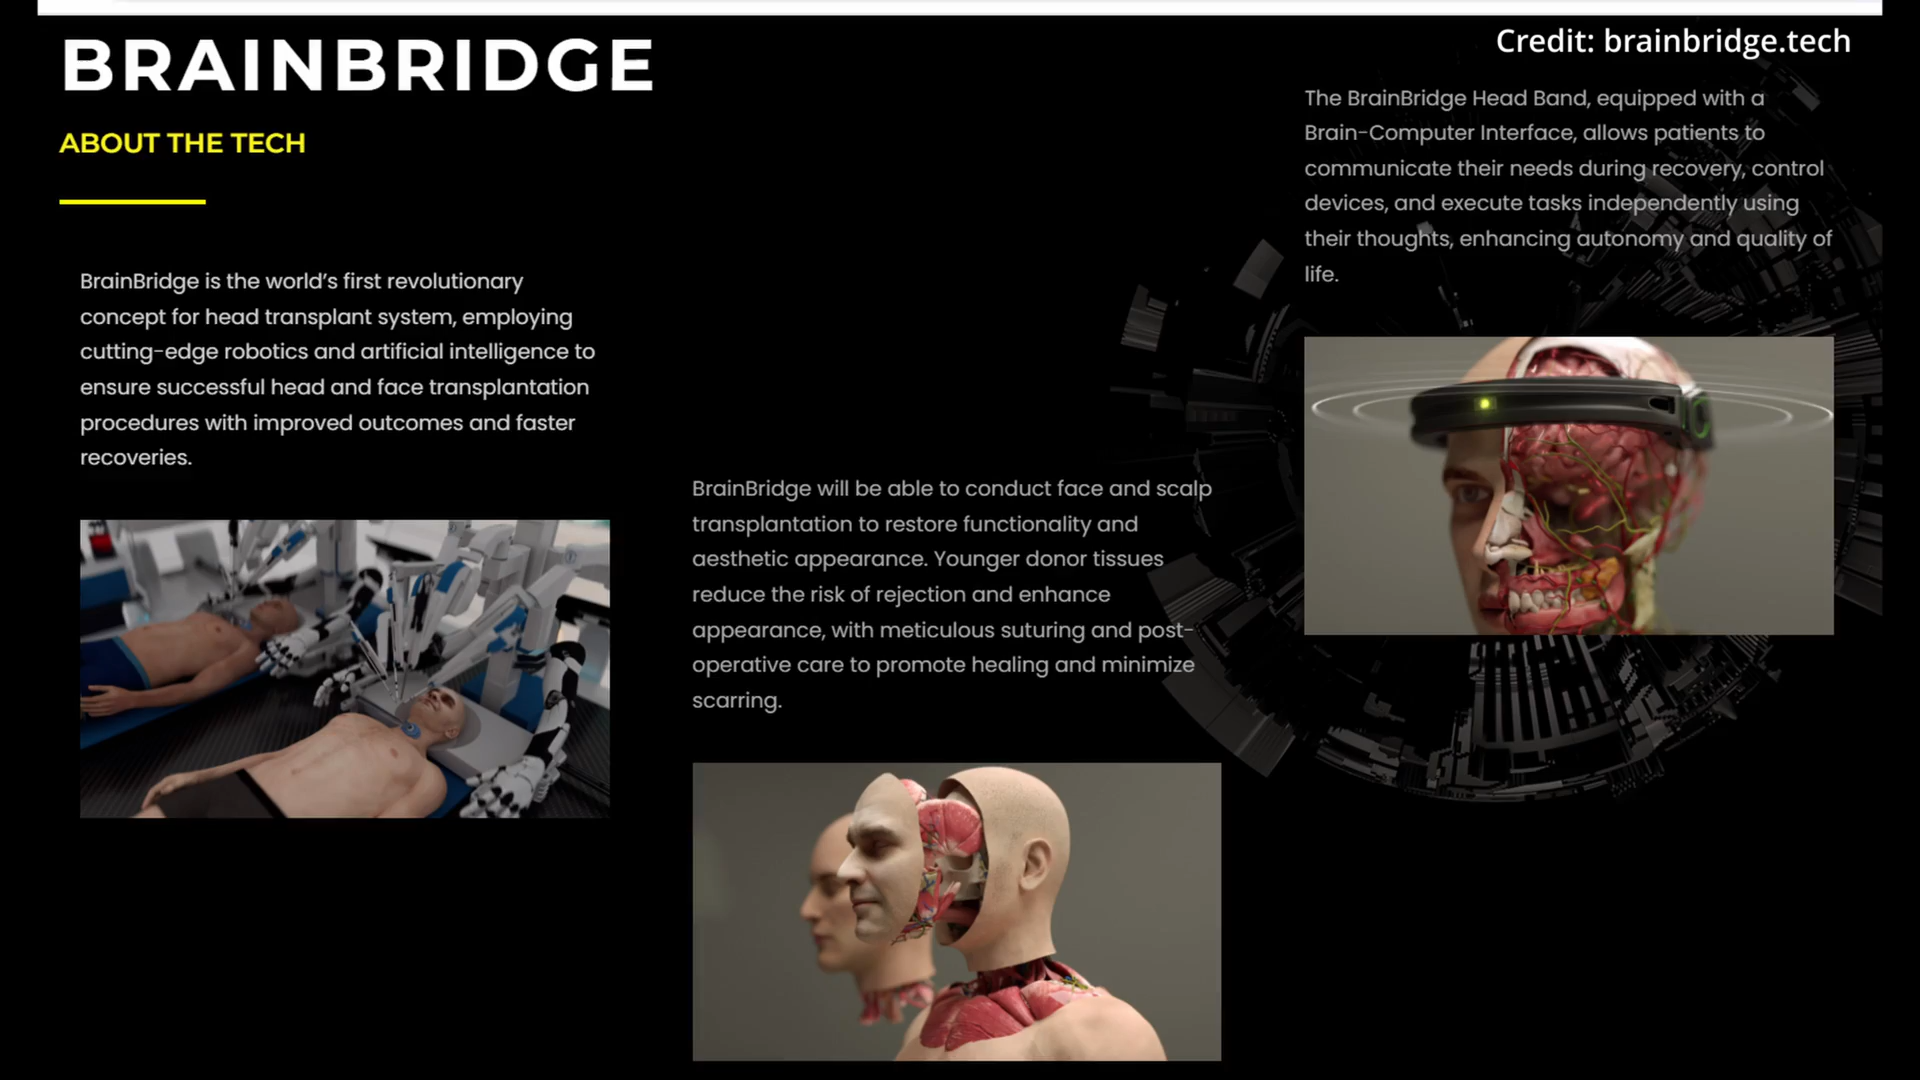 BRAINBRIDGE
ABOUT THE TECH
BrainBridge is the world’s first revolutionary
concept for head transplant system, employing
cutting-edge robotics and artificial intelligence to
ensure successful head and face transplantation
procedures with improved outcomes and faster
recoveries.
BrainBridge will be able to conduct face and scalp
transplantation to restore functionality and
aesthetic appearance. Younger donor tissues
reduce the risk of rejection and enhance
appearance, with meticulous suturing and post-
operative care to promote healing and minimize
scarring.
Credit: brainbridge.tech
The BrainBridge Head Band, equipped with a
Brain-Computer Interface, allows patients to
communicate their needs during recovery, control
devices, and execute tasks independently using
their thoughts, enhancing autonomy and quality of
life.